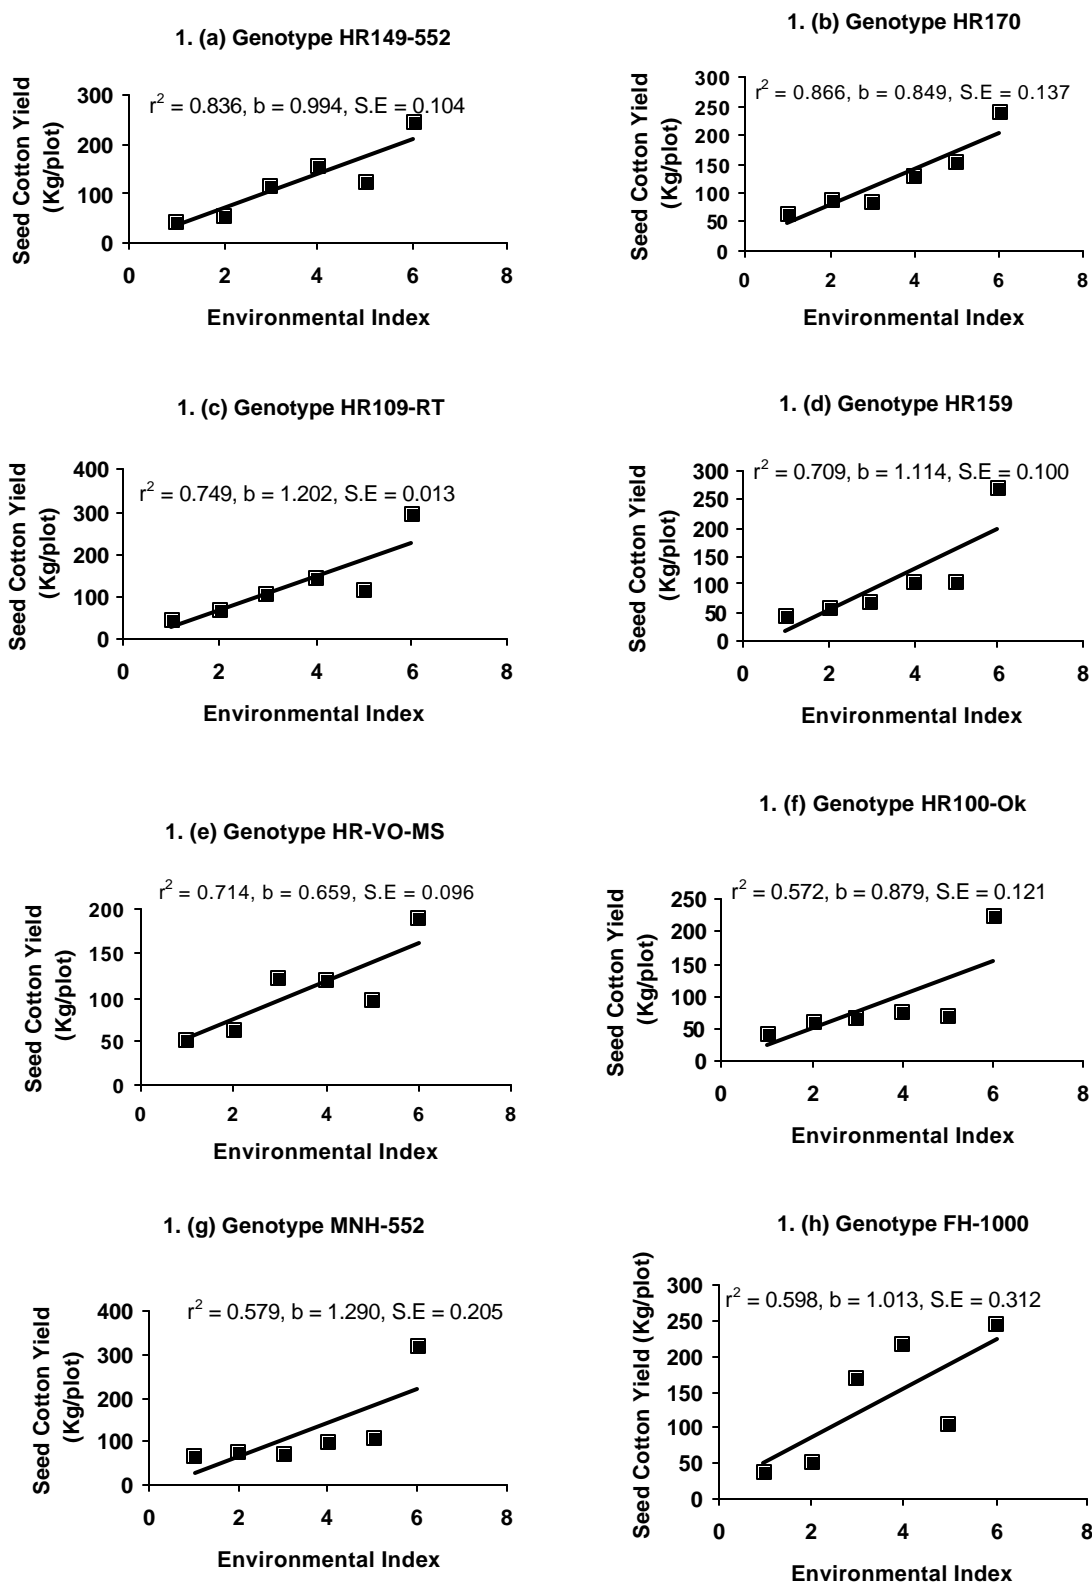 1. (a) Genotype HR149-552
r² = 0.836, b = 0.994, S.E = 0.104
Seed Cotton Yield
(Kg/plot)
300
200
100
0
0 2 4 6 8
Environmental Index
1. (b) Genotype HR170
r² = 0.866, b = 0.849, S.E = 0.137
Seed Cotton Yield
(Kg/plot)
300
250
200
150
100
50
0
0 2 4 6 8
Environmental Index
1. (c) Genotype HR109-RT
r² = 0.749, b = 1.202, S.E = 0.013
Seed Cotton Yield
(Kg/plot)
400
300
200
100
0
0 2 4 6 8
Environmental Index
1. (d) Genotype HR159
r² = 0.709, b = 1.114, S.E = 0.100
Seed Cotton Yield
(Kg/plot)
300
250
200
150
100
50
0
0 2 4 6 8
Environmental Index
1. (e) Genotype HR-VO-MS
r² = 0.714, b = 0.659, S.E = 0.096
Seed Cotton Yield
(Kg/plot)
200
150
100
50
0
0 2 4 6 8
Environmental Index
1. (f) Genotype HR100-Ok
r² = 0.572, b = 0.879, S.E = 0.121
Seed Cotton Yield
(Kg/plot)
250
200
150
100
50
0
0 2 4 6 8
Environmental Index
1. (g) Genotype MNH-552
r² = 0.579, b = 1.290, S.E = 0.205
Seed Cotton Yield
(Kg/plot)
400
300
200
100
0
0 2 4 6 8
Environmental Index
1. (h) Genotype FH-1000
r² = 0.598, b = 1.013, S.E = 0.312
Seed Cotton Yield (Kg/plot)
300
250
200
150
100
50
0
0 2 4 6 8
Environmental Index